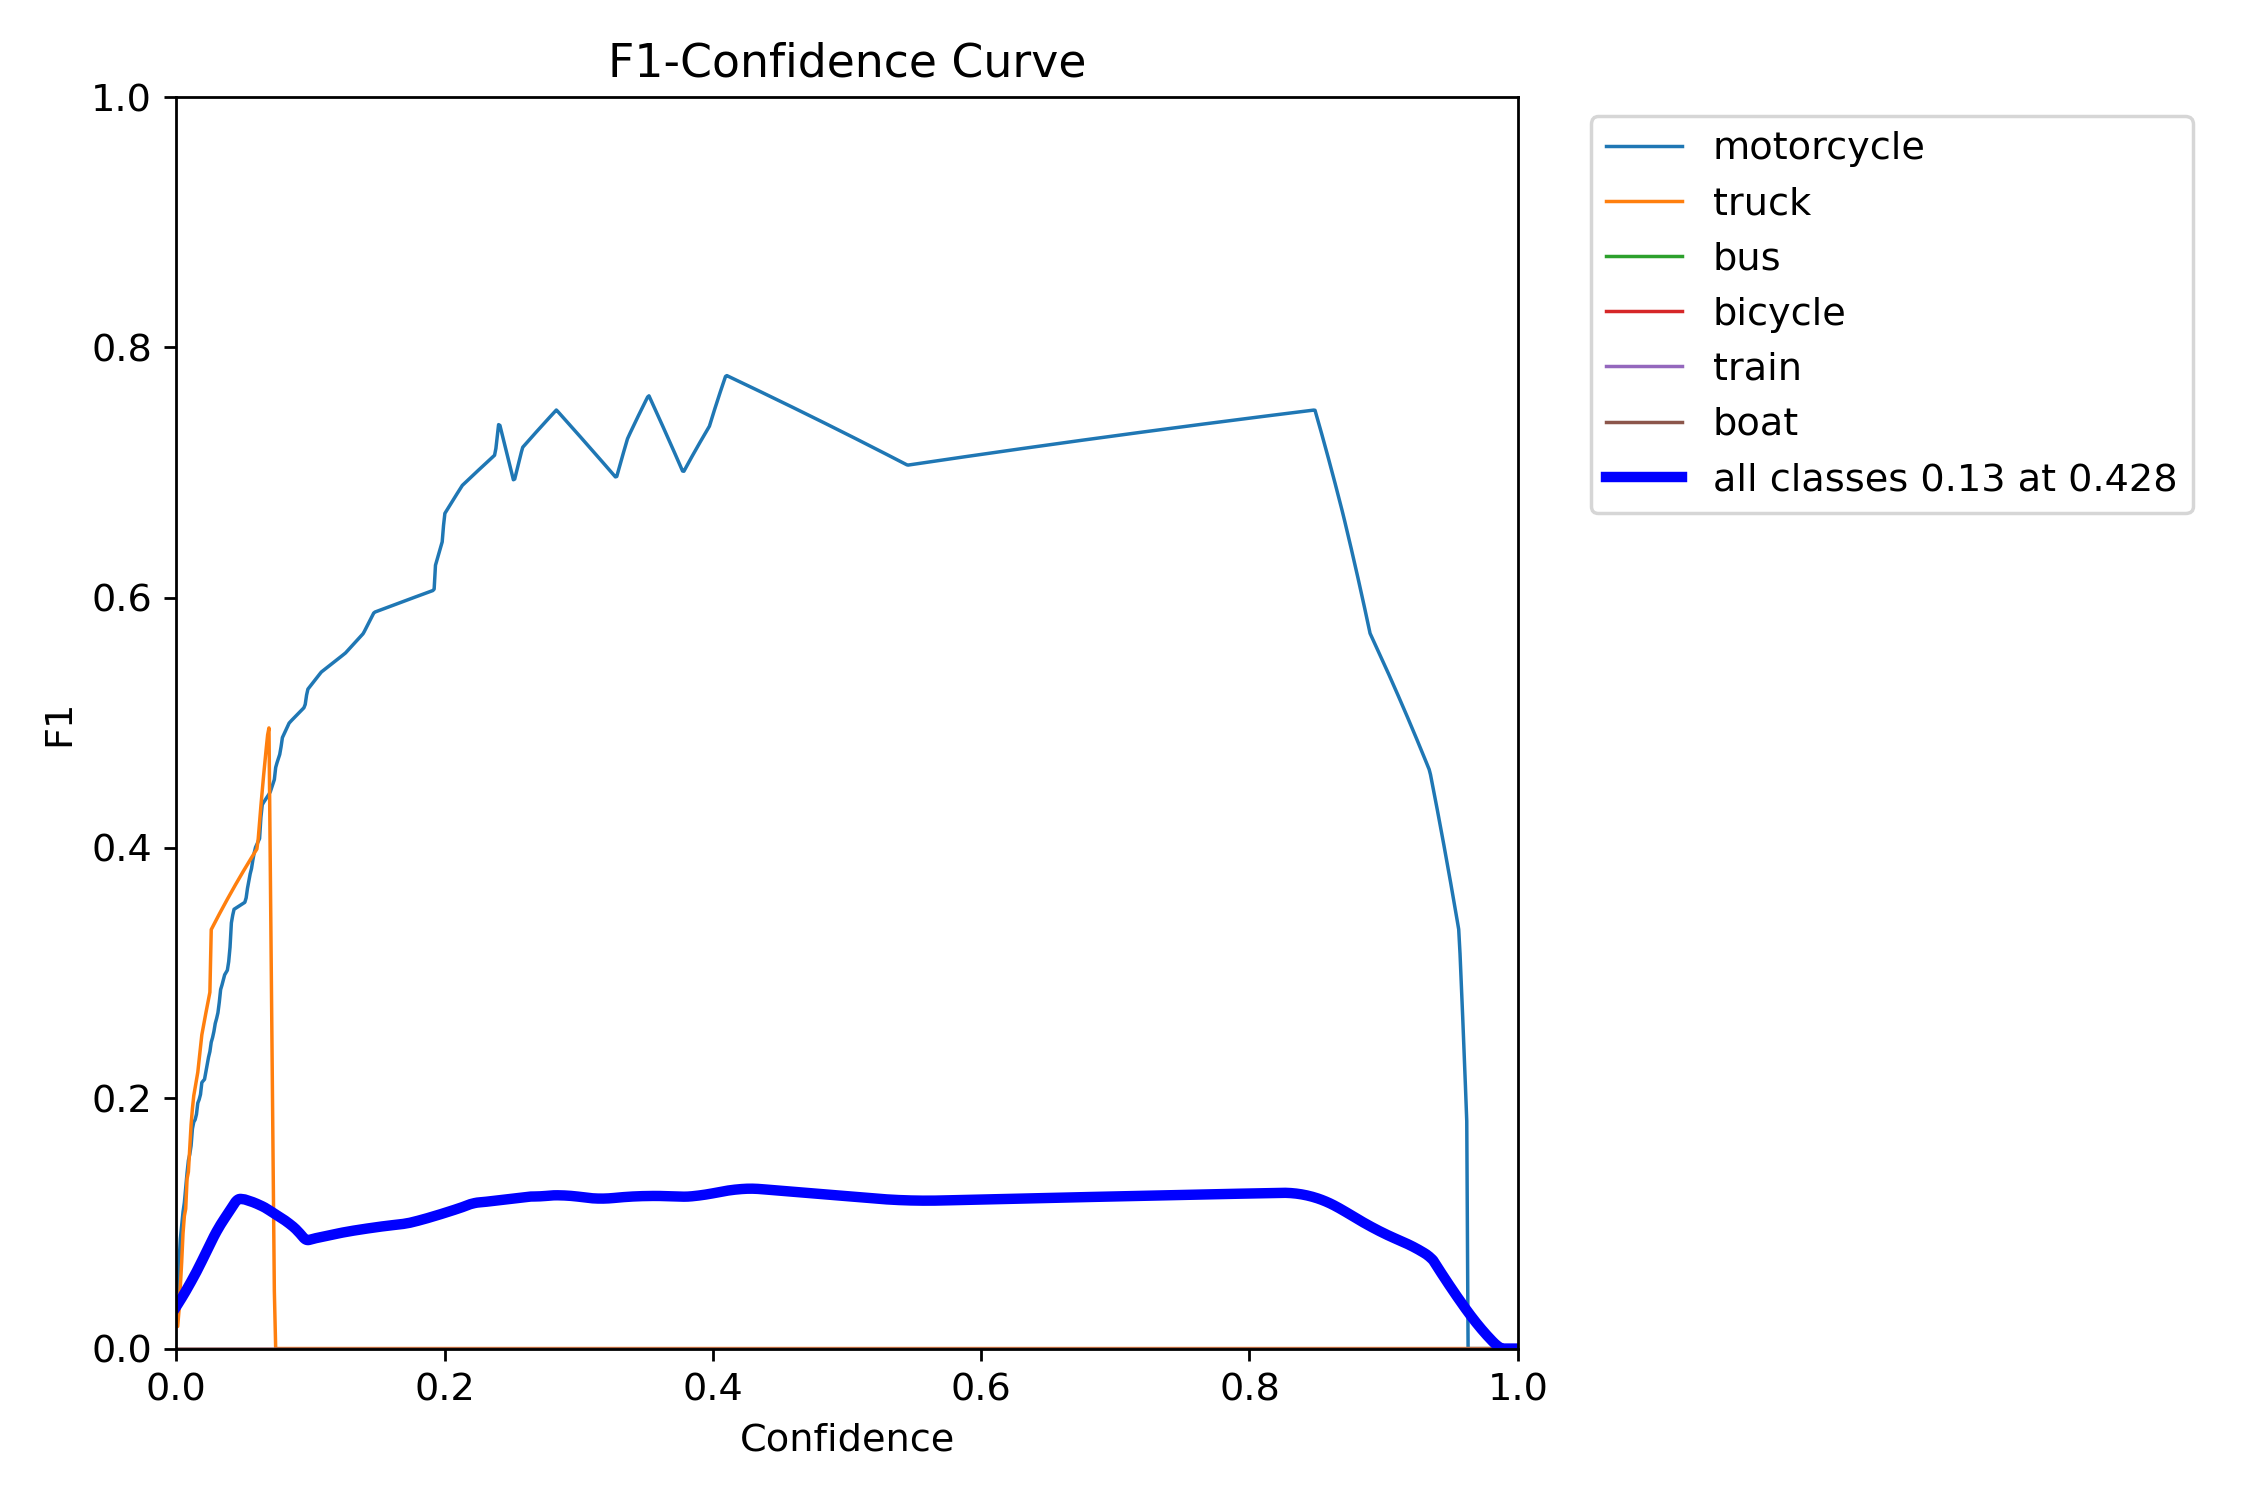 F1-Confidence Curve
1.0
0.8
0.6
0.4
0.2
0.0
F1
0.0 0.2 0.4 0.6 0.8 1.0
Confidence
motorcycle
truck
bus
bicycle
train
boat
all classes 0.13 at 0.428